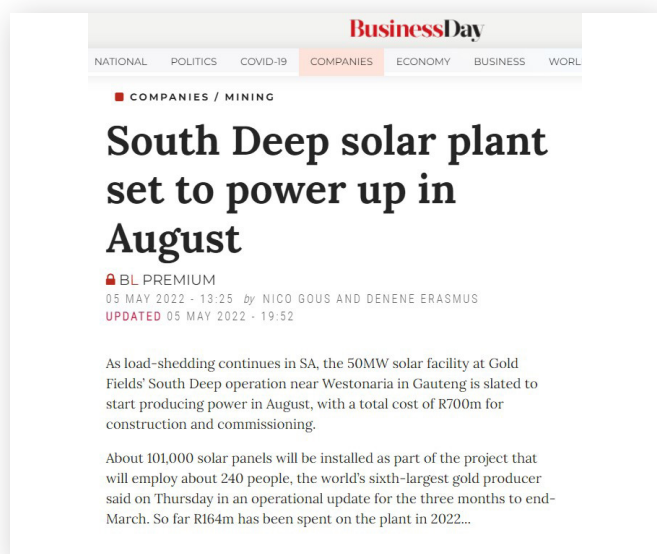 BusinessDay
NATIONAL POLITICS COVID-19 COMPANIES ECONOMY BUSINESS
COMPANIES / MINING
South Deep solar plant
set to power up in
August
BL PREMIUM
05 MAY 2022 - 13:25 by NICO GOUS AND DENENE ERASMUS
UPDATED 05 MAY 2022 - 19:52
As load-shedding continues in SA, the 50MW solar facility at Gold
Fields' South Deep operation near Westonaria in Gauteng is slated to
start producing power in August, with a total cost of R700m for
construction and commissioning.
About 101,000 solar panels will be installed as part of the project that
will employ about 240 people, the world's sixth-largest gold producer
said on Thursday in an operational update for the three months to end-
March. So far R164m has been spent on the plant in 2022...